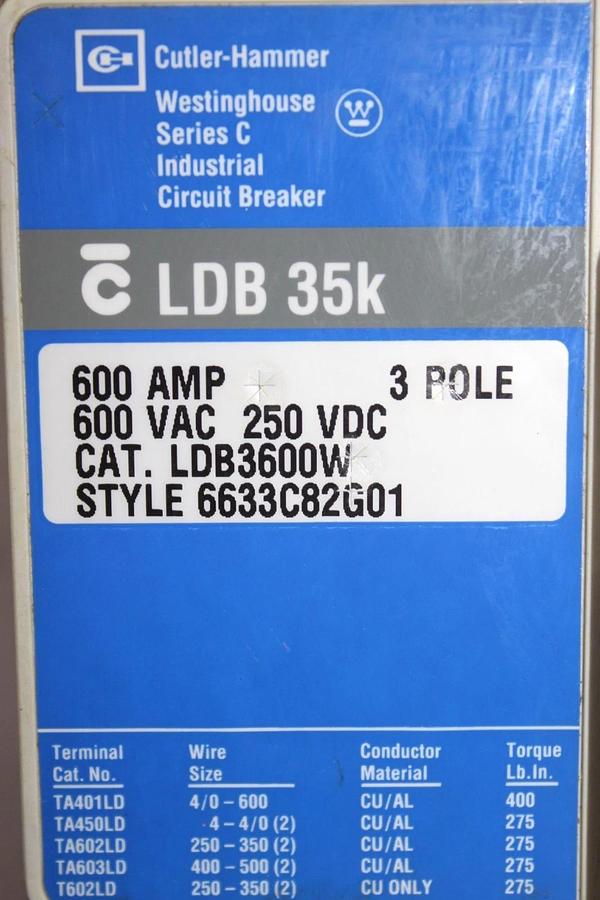 Cutler-Hammer
Westinghouse
Series C
Industrial
Circuit Breaker
C LDB 35k
600 AMP 3 POLE
600 VAC 250 VDC
CAT. LDB3600W
STYLE 6633C82G01
Terminal Wire Conductor Torque
Cat. No. Size Material Lb.In.
TA401LD 4/0 – 600 CU/AL 400
TA450LD 4 – 4/0 (2) CU/AL 275
TA602LD 250 – 350 (2) CU/AL 275
TA603LD 400 – 500 (2) CU/AL 275
T602LD 250 – 350 (2) CU ONLY 275